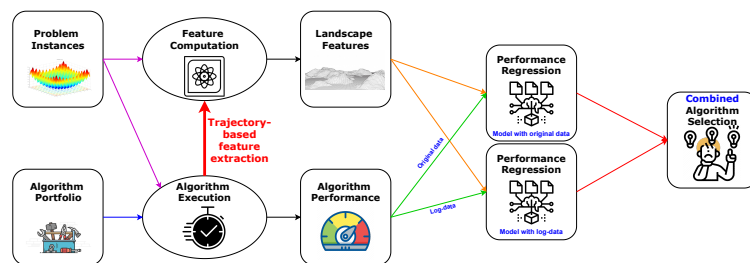 Problem
Instances
Feature
Computation
Landscape
Features
Trajectory-
based
feature
extraction
Algorithm
Portfolio
Algorithm
Execution
Algorithm
Performance
Original data
Log-data
Performance
Regression
Model with original data
Performance
Regression
Model with log-data
Combined
Algorithm
Selection